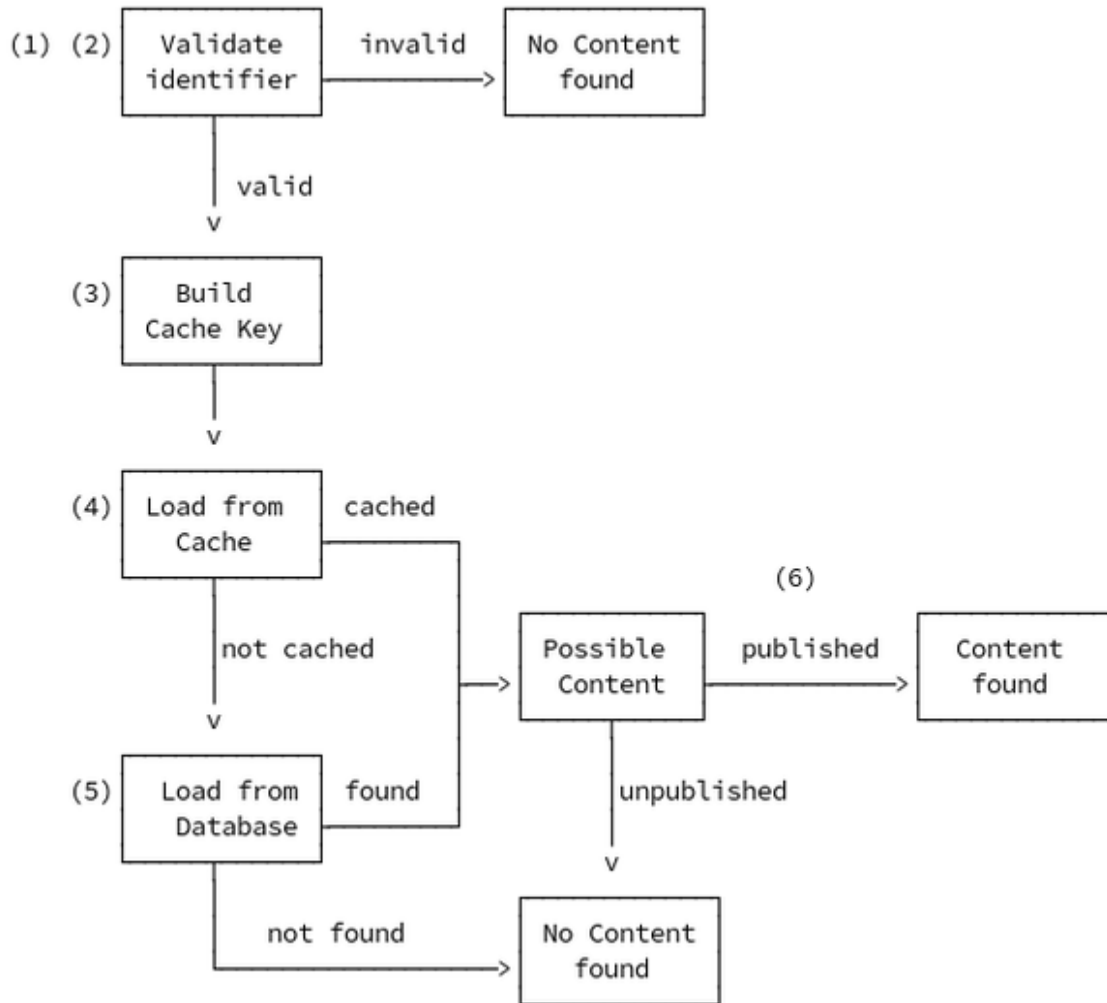 (1) (2) Validate identifier
invalid
No Content found
valid
(3) Build Cache Key
(4) Load from Cache
cached
(6)
not cached
Possible Content
published
Content found
(5) Load from Database
found
unpublished
not found
No Content found